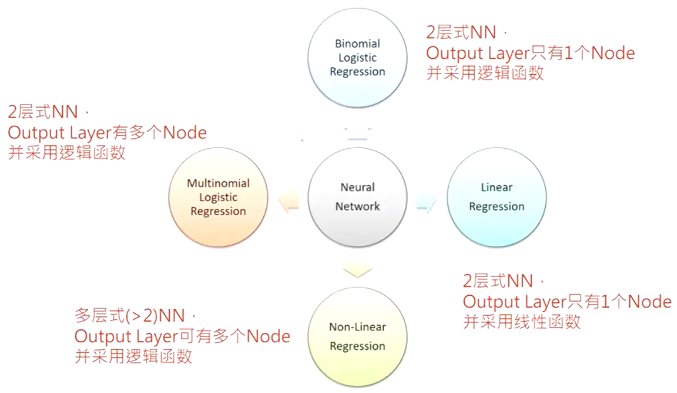 2层式NN，
Output Layer只有1个Node
并采用逻辑函数
Binomial
Logistic
Regression
2层式NN，
Output Layer有多个Node
并采用逻辑函数
Multinomial
Logistic
Regression
Neural
Network
Linear
Regression
2层式NN，
Output Layer只有1个Node
并采用线性函数
多层式(>2)NN，
Output Layer可有多个Node
并采用逻辑函数
Non-Linear
Regression